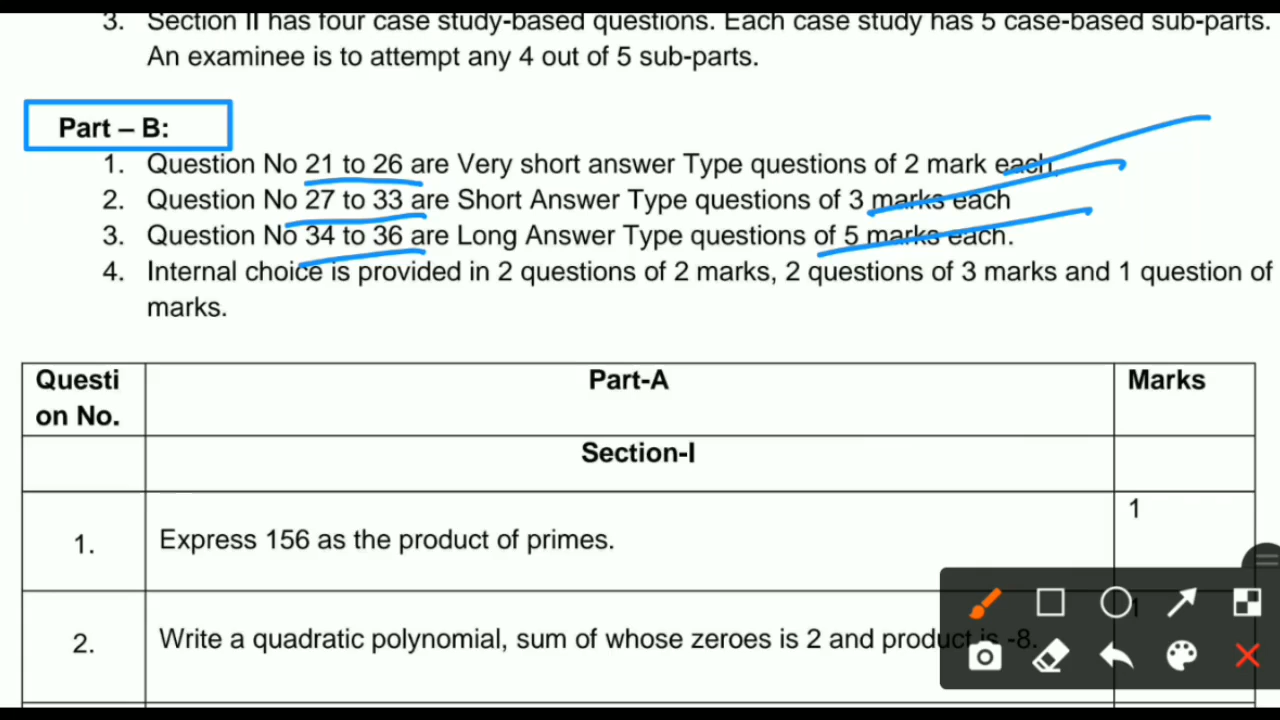 3. Section II has four case study-based questions. Each case study has 5 case-based sub-parts.
An examinee is to attempt any 4 out of 5 sub-parts.
Part – B:
1. Question No 21 to 26 are Very short answer Type questions of 2 mark each,
2. Question No 27 to 33 are Short Answer Type questions of 3 marks each
3. Question No 34 to 36 are Long Answer Type questions of 5 marks each.
4. Internal choice is provided in 2 questions of 2 marks, 2 questions of 3 marks and 1 question of
marks.
Questi
on No.
Part-A
Marks
Section-I
1.
Express 156 as the product of primes.
1
2.
Write a quadratic polynomial, sum of whose zeroes is 2 and product is -8.
1